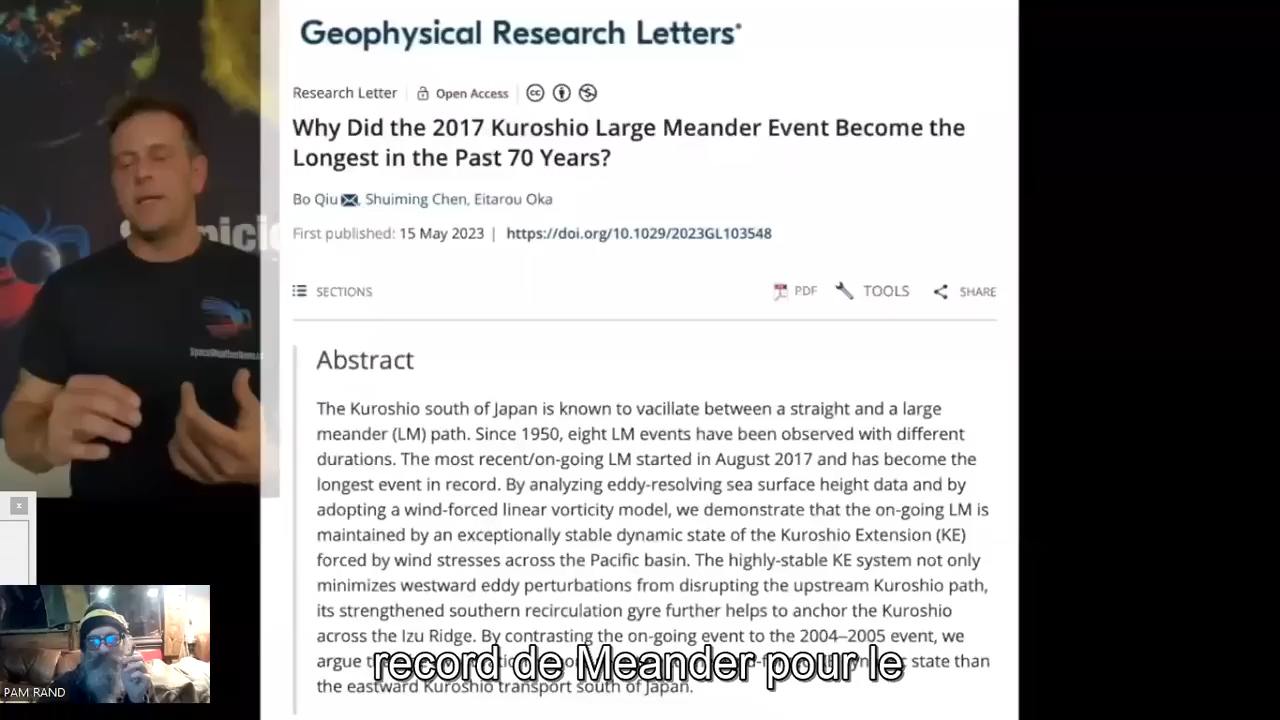 Geophysical Research Letters
Research Letter Open Access
Why Did the 2017 Kuroshio Large Meander Event Become the
Longest in the Past 70 Years?
Bo Qiu, Shuiming Chen, Eitarou Oka
First published: 15 May 2023 | https://doi.org/10.1029/2023GL103548
SECTIONS PDF TOOLS SHARE
Abstract
The Kuroshio south of Japan is known to vacillate between a straight and a large
meander (LM) path. Since 1950, eight LM events have been observed with different
durations. The most recent/on-going LM started in August 2017 and has become the
longest event in record. By analyzing eddy-resolving sea surface height data and by
adopting a wind-forced linear vorticity model, we demonstrate that the on-going LM is
maintained by an exceptionally stable dynamic state of the Kuroshio Extension (KE)
forced by wind stresses across the Pacific basin. The highly-stable KE system not only
minimizes westward eddy perturbations from disrupting the upstream Kuroshio path,
its strengthened southern recirculation gyre further helps to anchor the Kuroshio
across the Izu Ridge. By contrasting the on-going event to the 2004–2005 event, we
argue state than
the eastward Kuroshio transport south of Japan.
record de Meander pour le
PAM RAND